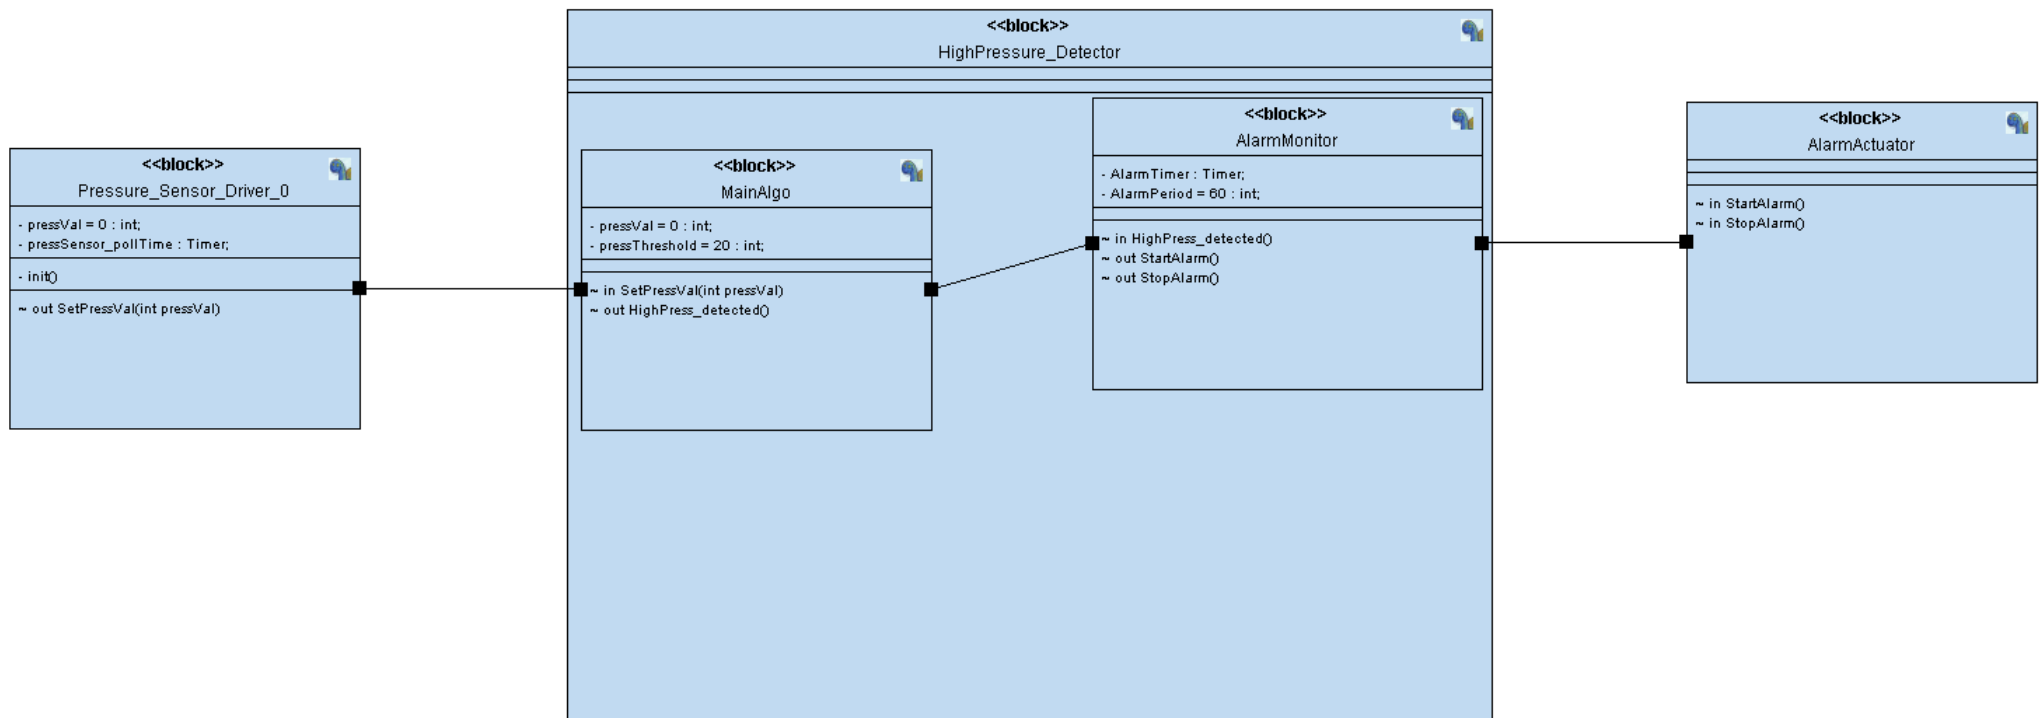 <<block>>
HighPressure_Detector
<<block>>
Pressure_Sensor_Driver_0
- pressVal = 0 : int;
- pressSensor_pollTime : Timer;
- init()
~ out SetPressVal(int pressVal)
<<block>>
MainAlgo
- pressVal = 0 : int;
- pressThreshold = 20 : int;
~ in SetPressVal(int pressVal)
~ out HighPress_detected()
<<block>>
AlarmMonitor
- AlarmTimer : Timer;
- AlarmPeriod = 60 : int;
~ in HighPress_detected()
~ out StartAlarm()
~ out StopAlarm()
<<block>>
AlarmActuator
~ in StartAlarm()
~ in StopAlarm()